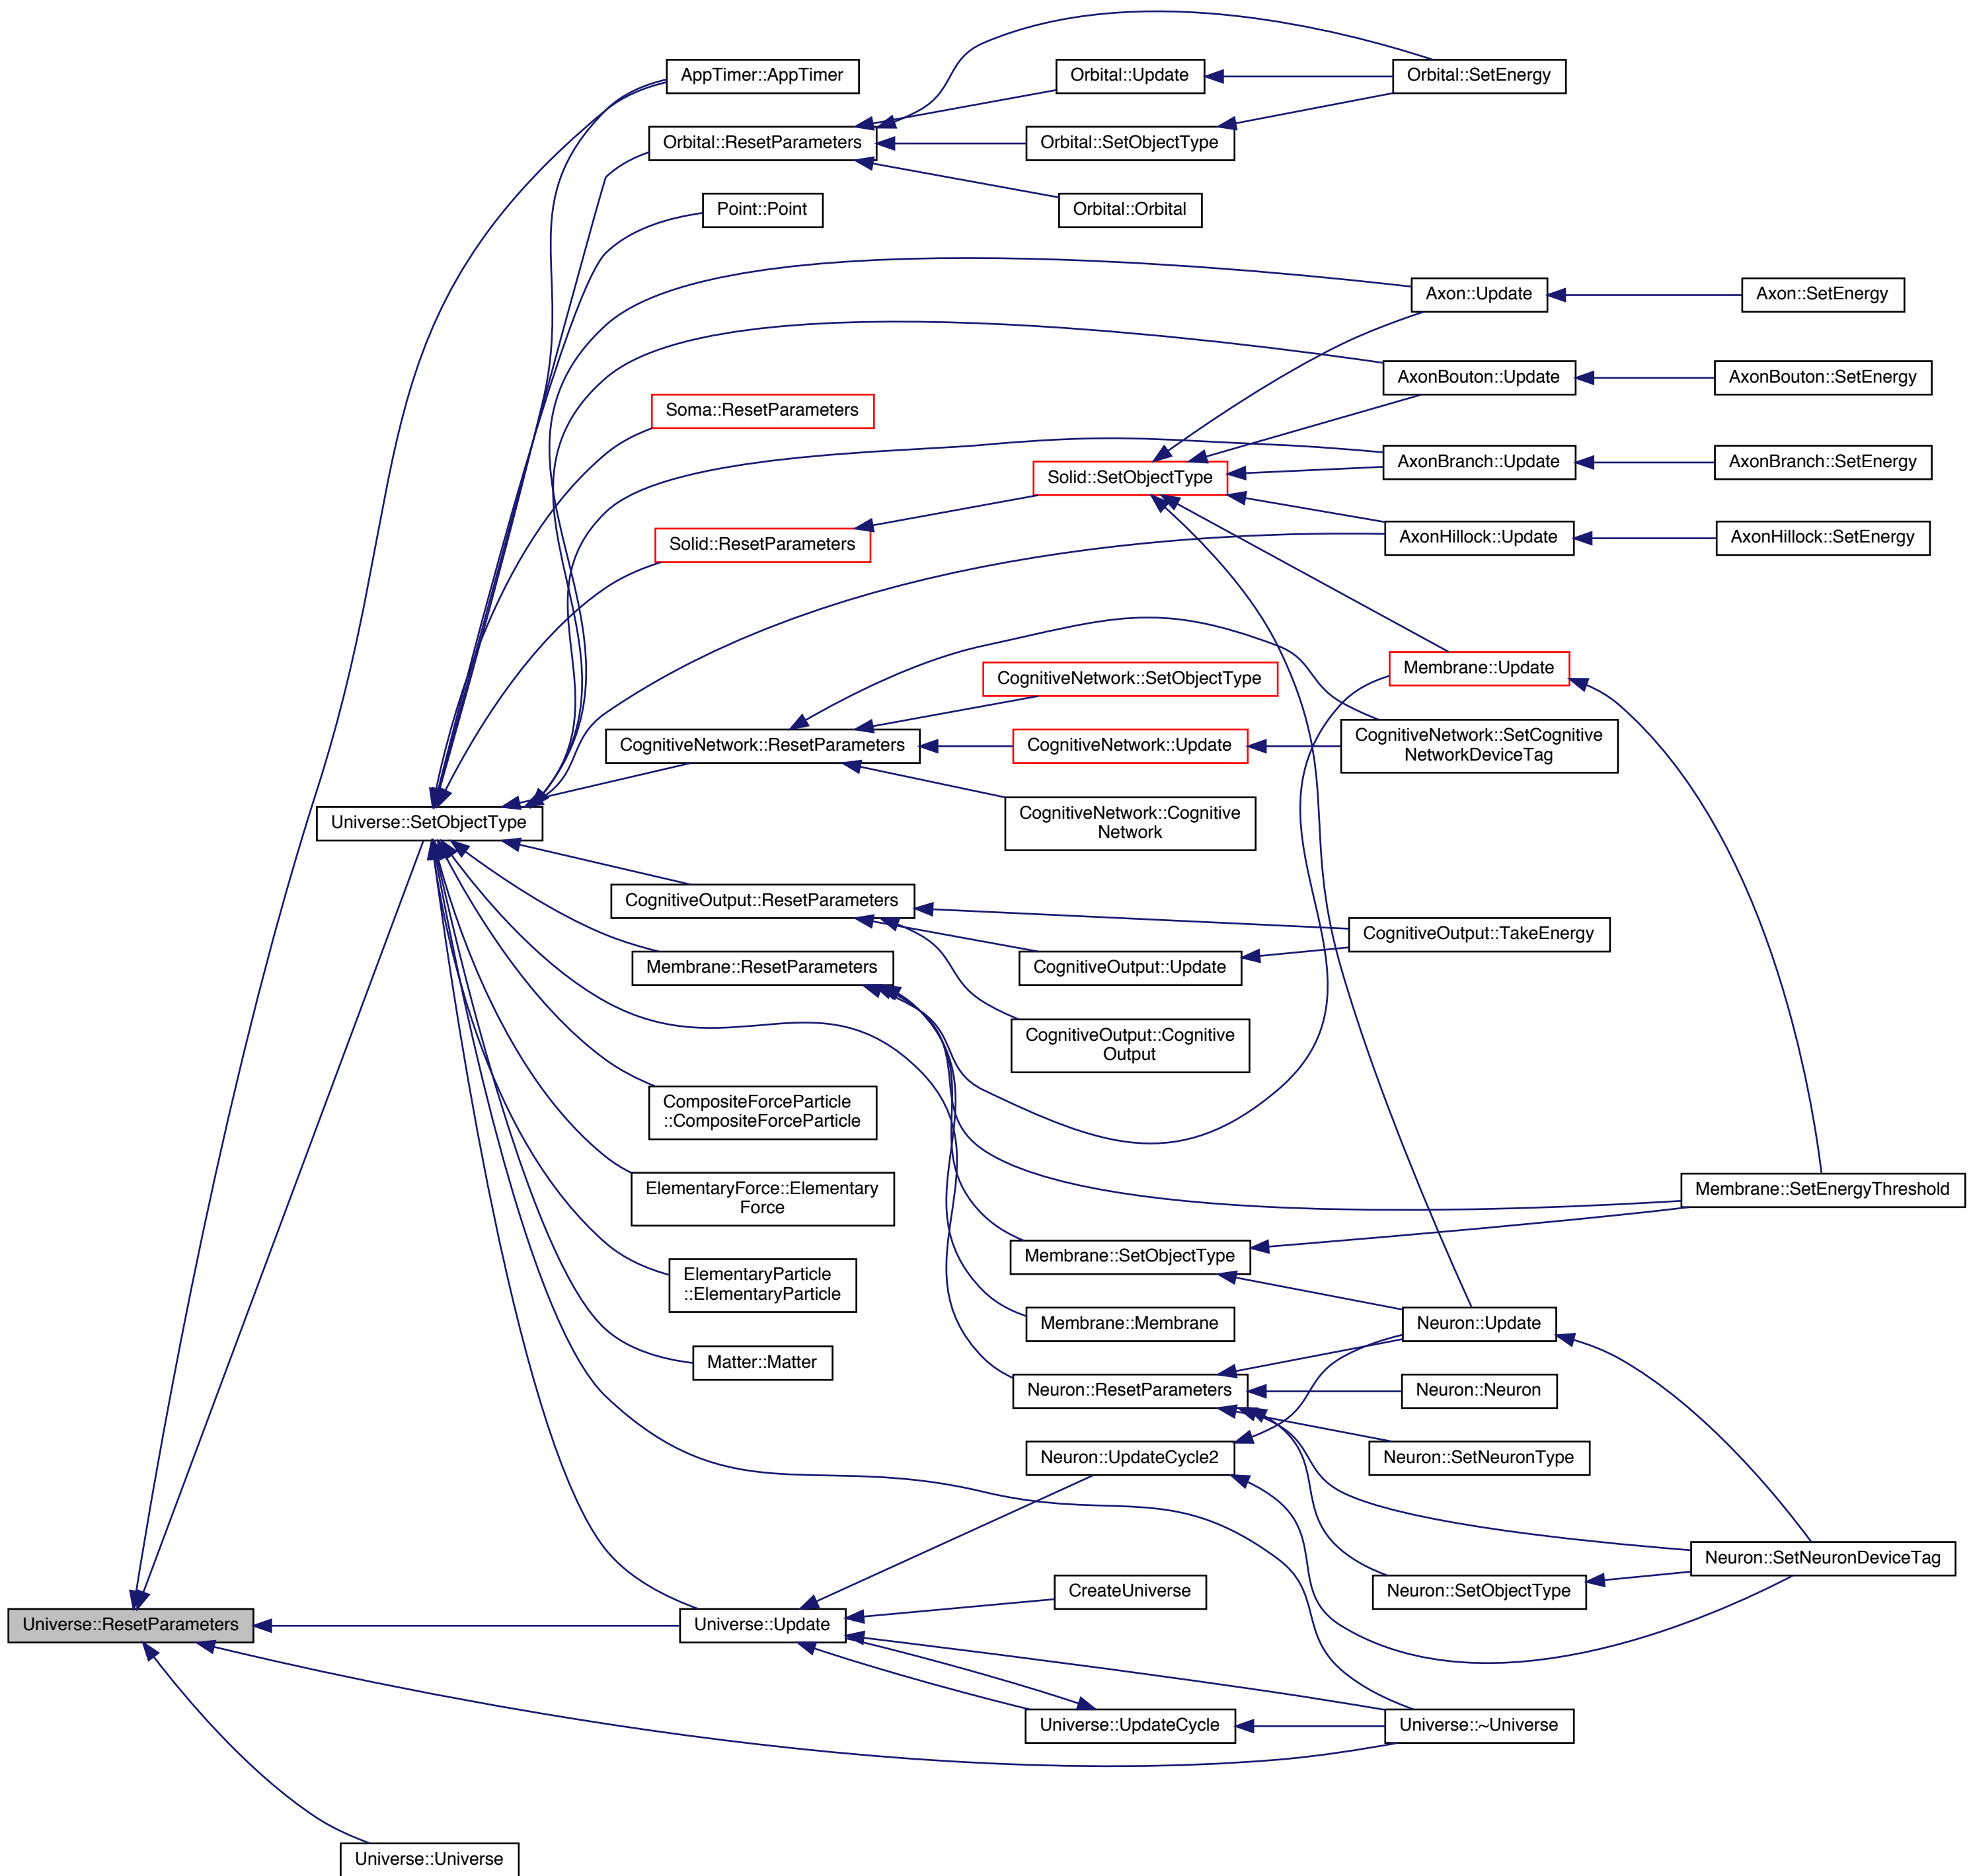 AppTimer::AppTimer
Orbital::Update
Orbital::SetEnergy
Orbital::ResetParameters
Orbital::SetObjectType
Point::Point
Orbital::Orbital
Axon::Update
Axon::SetEnergy
AxonBouton::Update
AxonBouton::SetEnergy
Soma::ResetParameters
AxonBranch::Update
AxonBranch::SetEnergy
Solid::SetObjectType
Solid::ResetParameters
AxonHillock::Update
AxonHillock::SetEnergy
Membrane::Update
CognitiveNetwork::SetObjectType
CognitiveNetwork::ResetParameters
CognitiveNetwork::Update
CognitiveNetwork::SetCognitive
NetworkDeviceTag
Universe::SetObjectType
CognitiveNetwork::Cognitive
Network
CognitiveOutput::ResetParameters
CognitiveOutput::TakeEnergy
Membrane::ResetParameters
CognitiveOutput::Update
CognitiveOutput::Cognitive
Output
CompositeForceParticle
::CompositeForceParticle
ElementaryForce::Elementary
Force
Membrane::SetEnergyThreshold
Membrane::SetObjectType
ElementaryParticle
::ElementaryParticle
Membrane::Membrane
Neuron::Update
Matter::Matter
Neuron::ResetParameters
Neuron::Neuron
Neuron::UpdateCycle2
Neuron::SetNeuronType
Neuron::SetNeuronDeviceTag
CreateUniverse
Neuron::SetObjectType
Universe::ResetParameters
Universe::Update
Universe::UpdateCycle
Universe::~Universe
Universe::Universe